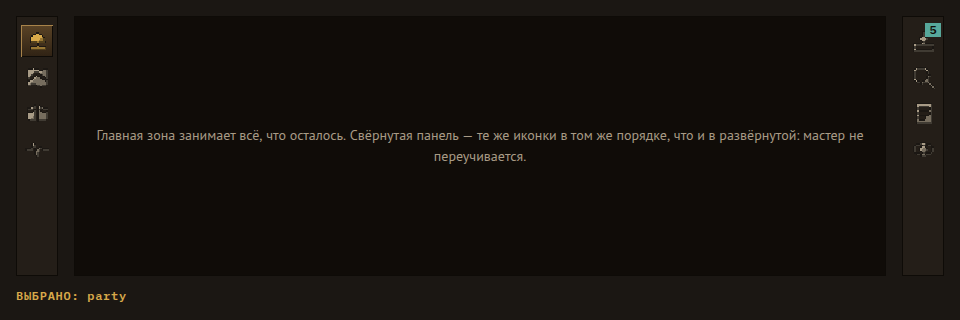 5
Главная зона занимает всё, что осталось. Свёрнутая панель — те же иконки в том же порядке, что и в развёрнутой: мастер не
переучивается.
ВЫБРАНО: party